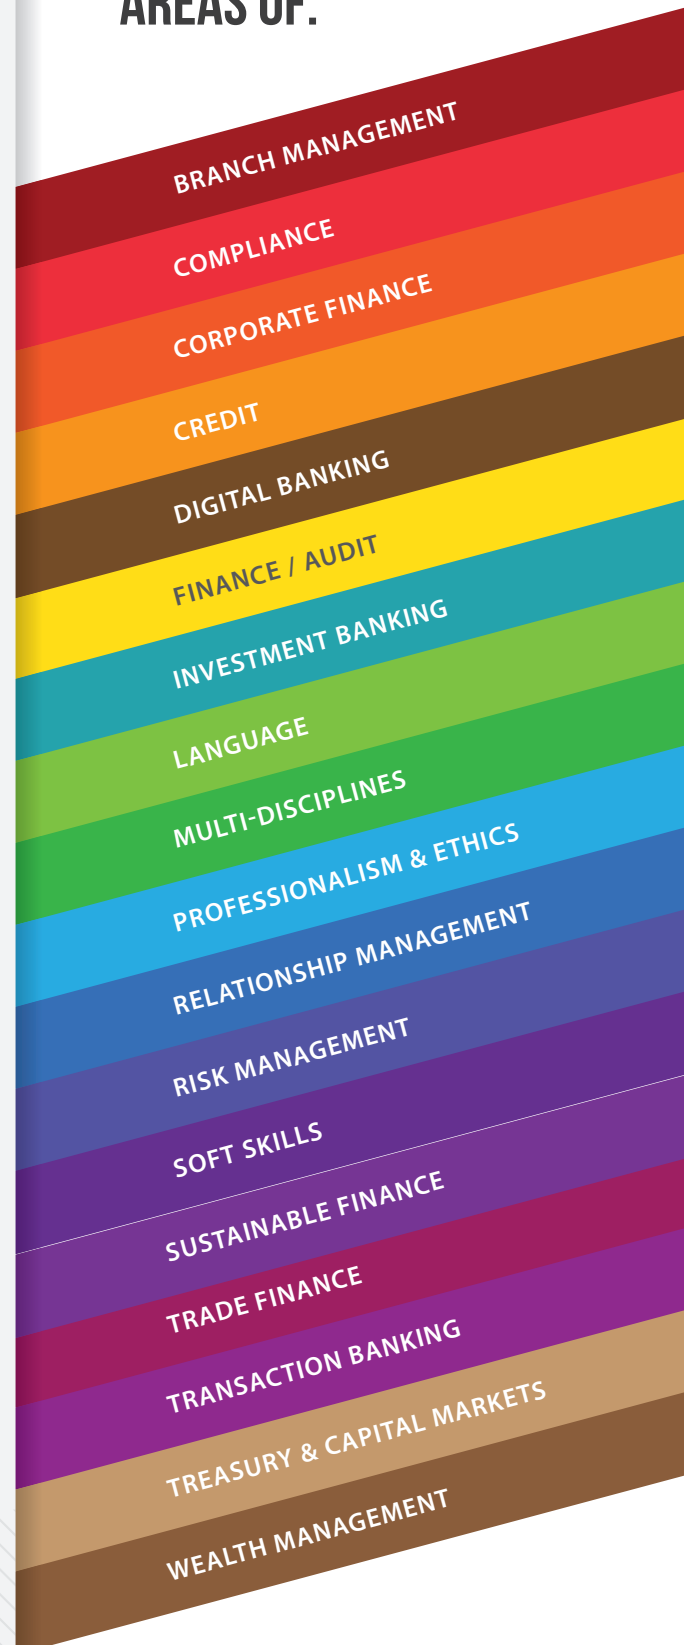 AREAS OF:
BRANCH MANAGEMENT
COMPLIANCE
CORPORATE FINANCE
CREDIT
DIGITAL BANKING
FINANCE / AUDIT
INVESTMENT BANKING
LANGUAGE
MULTI-DISCIPLINES
PROFESSIONALISM & ETHICS
RELATIONSHIP MANAGEMENT
RISK MANAGEMENT
SOFT SKILLS
SUSTAINABLE FINANCE
TRADE FINANCE
TRANSACTION BANKING
TREASURY & CAPITAL MARKETS
WEALTH MANAGEMENT